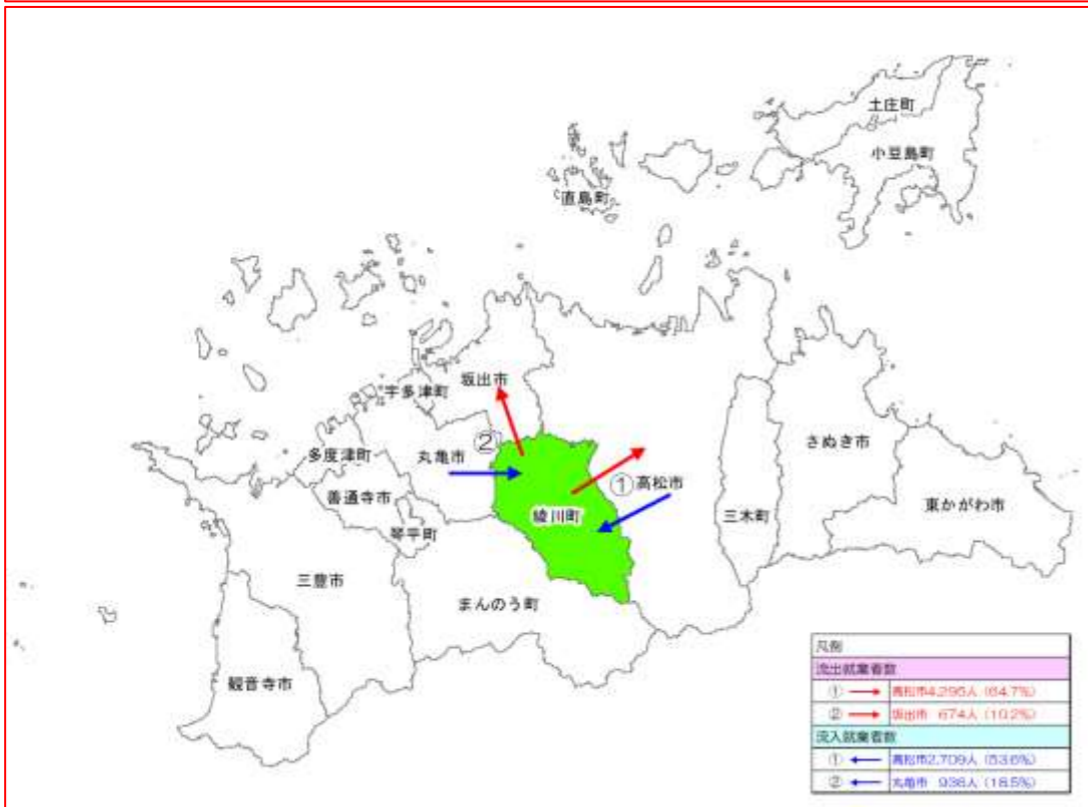 土庄町
小豆島町
直島町
坂出市
宇多津町
②
丸亀市
多度津町
さぬき市
①高松市
善通寺市
東かがわ市
綾川町
三木町
琴平町
三豊市
まんのう町
観音寺市
凡例
流出就業者数
① → 高松市4,295人 (64.7%)
② → 坂出市 674人 (10.2%)
流入就業者数
① ← 高松市2,709人 (53.6%)
② ← 丸亀市 936人 (18.5%)